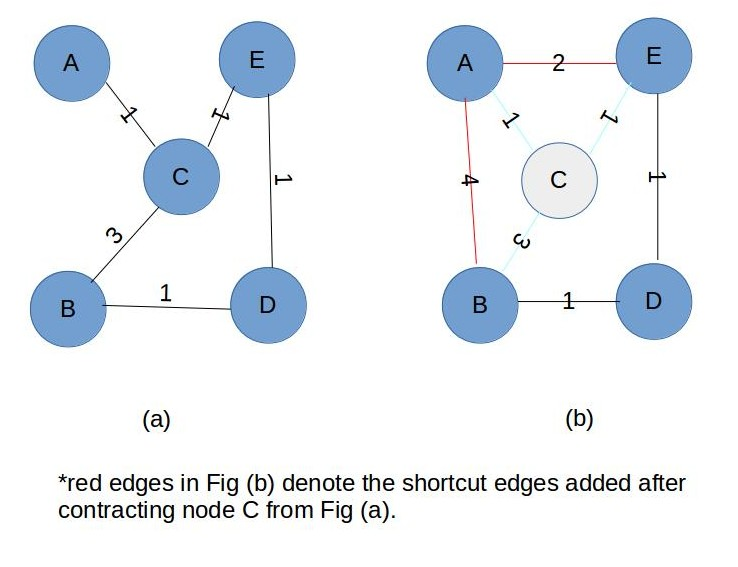 A
E
1
1
C
1
3
B
1
D
(a)
A
2
E
1
1
4
C
1
3
B
1
D
(b)
*red edges in Fig (b) denote the shortcut edges added after
contracting node C from Fig (a).